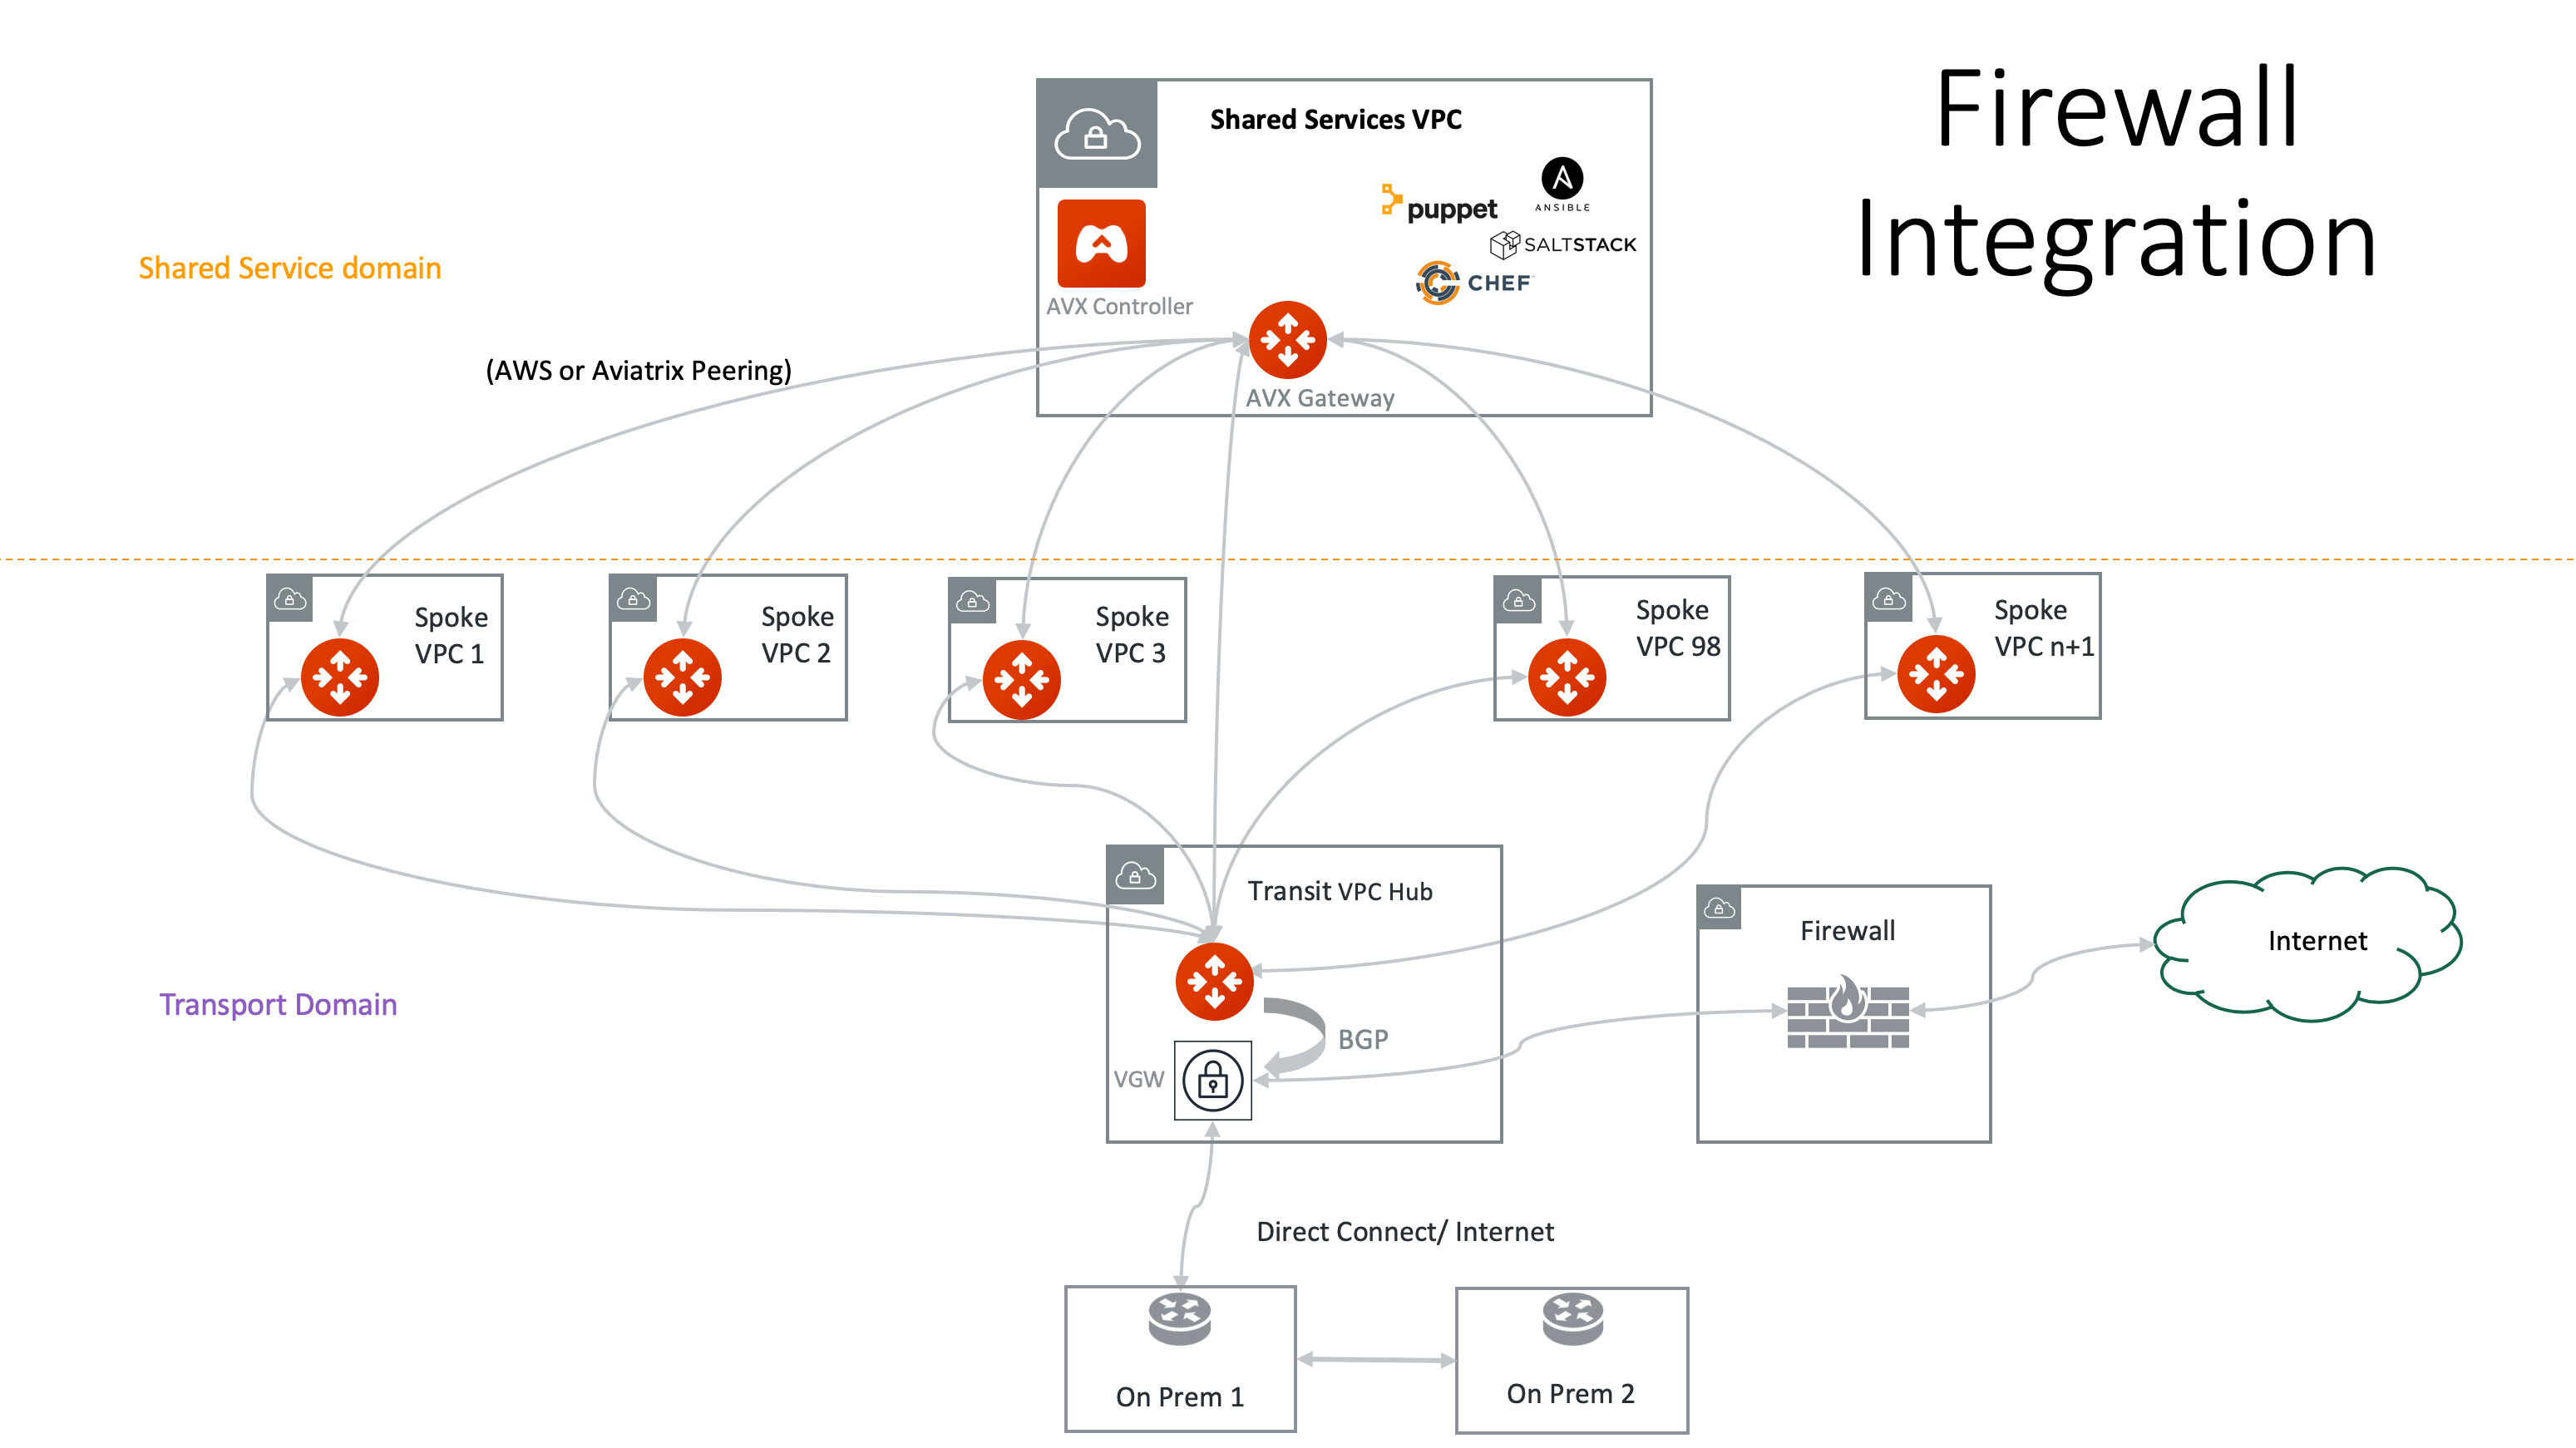 Firewall
Integration
Shared Services VPC
puppet
ANSIBLE
SALTSTACK
CHEF
AVX Controller
AVX Gateway
Shared Service domain
(AWS or Aviatrix Peering)
Spoke
VPC 1
Spoke
VPC 2
Spoke
VPC 3
Spoke
VPC 98
Spoke
VPC n+1
Transit VPC Hub
Firewall
Internet
Transport Domain
BGP
VGW
Direct Connect/ Internet
On Prem 1
On Prem 2